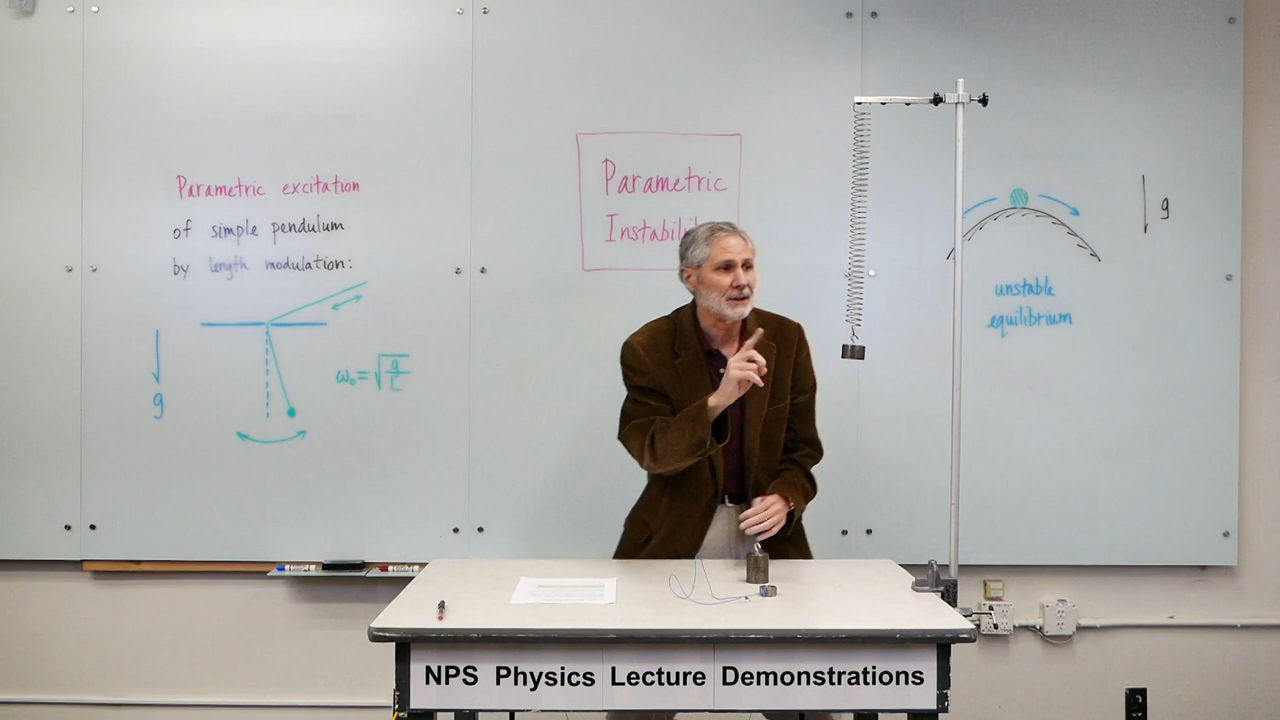 Parametric excitation
of simple pendulum
by length modulation:
g
ω₀ = √(g/L)
Parametric
Instabili
g
unstable
equilibrium
NPS Physics Lecture Demonstrations